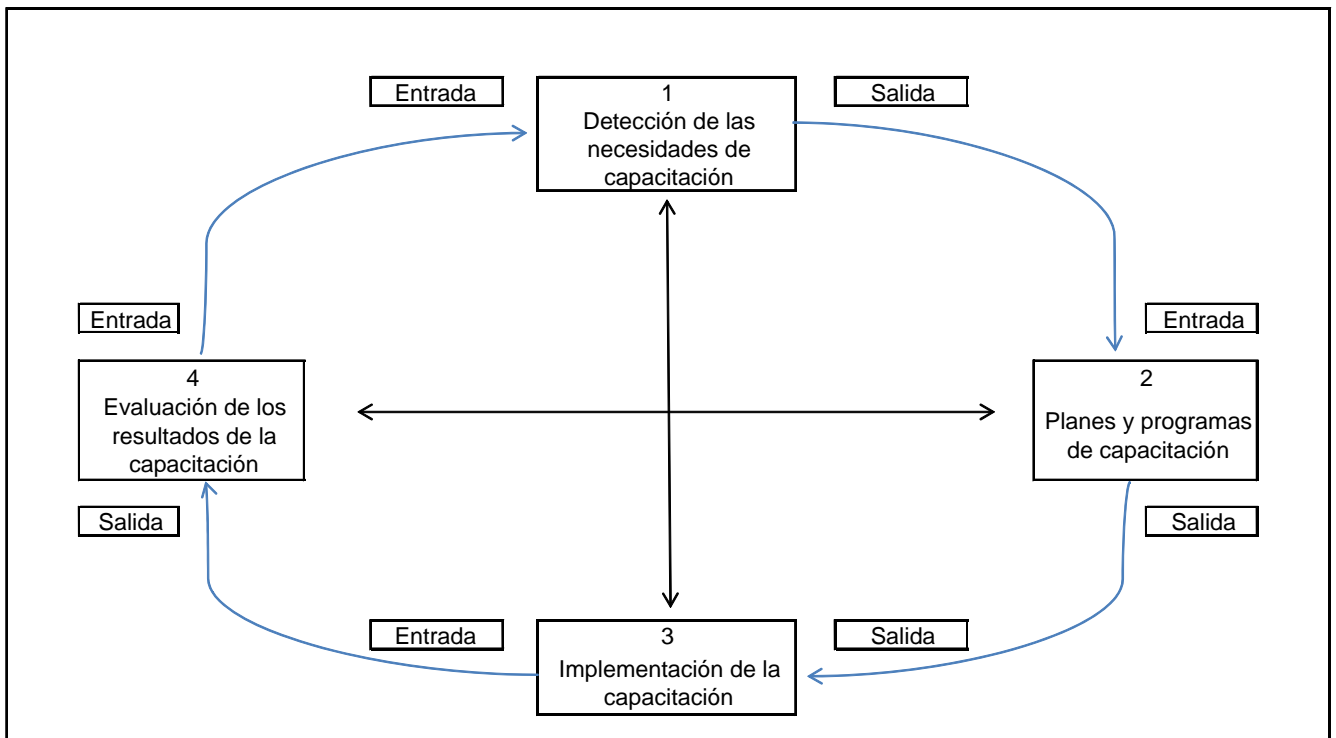 Entrada
1
Salida
Detección de las
necesidades de
capacitación
Entrada
Entrada
4
Evaluación de los
resultados de la
capacitación
2
Planes y programas
de capacitación
Salida
Salida
Entrada
3
Salida
Implementación de la
capacitación